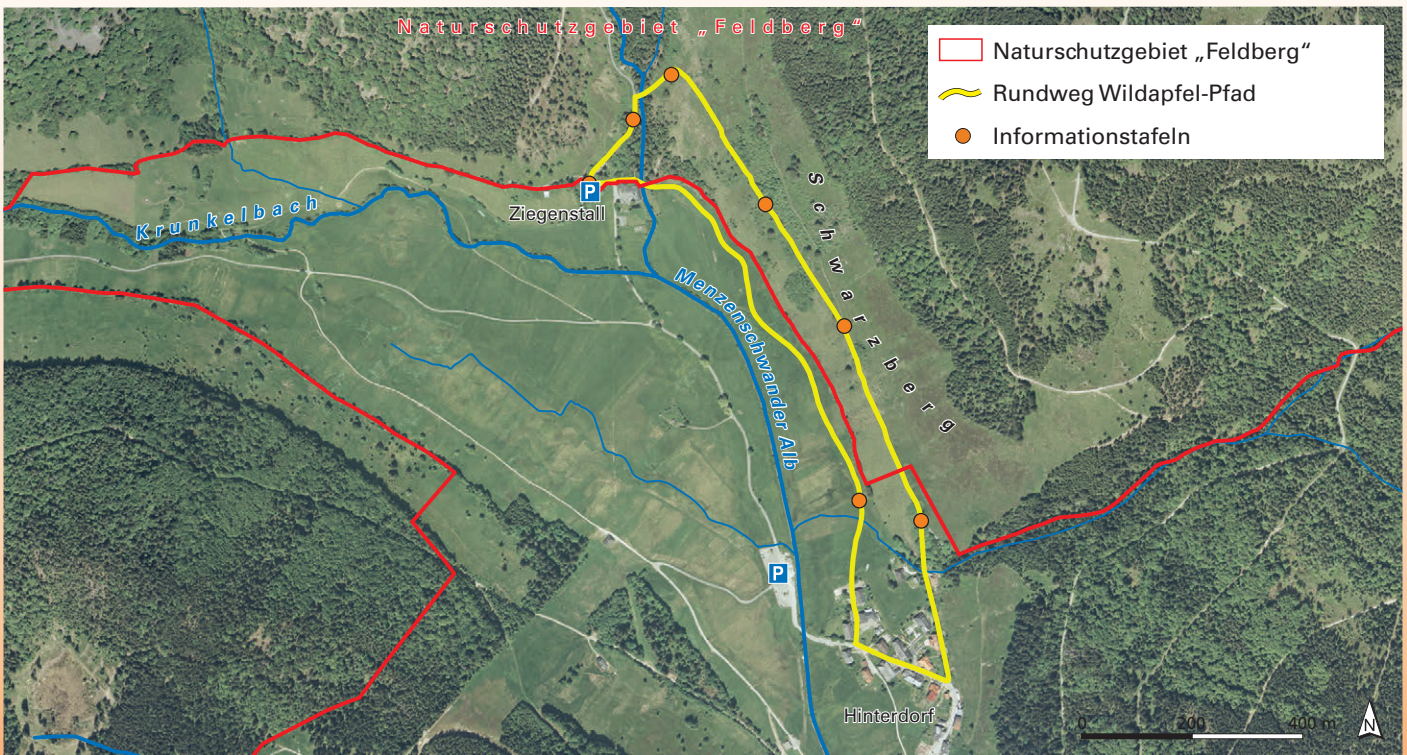 Naturschutzgebiet „Feldberg“
Naturschutzgebiet „Feldberg“
Rundweg Wildapfel-Pfad
Informationstafeln
P
Ziegenstall
Krunkelbach
Schwarzberg
Menzenschwander Alb
P
Hinterdorf
0 200 400 m
N